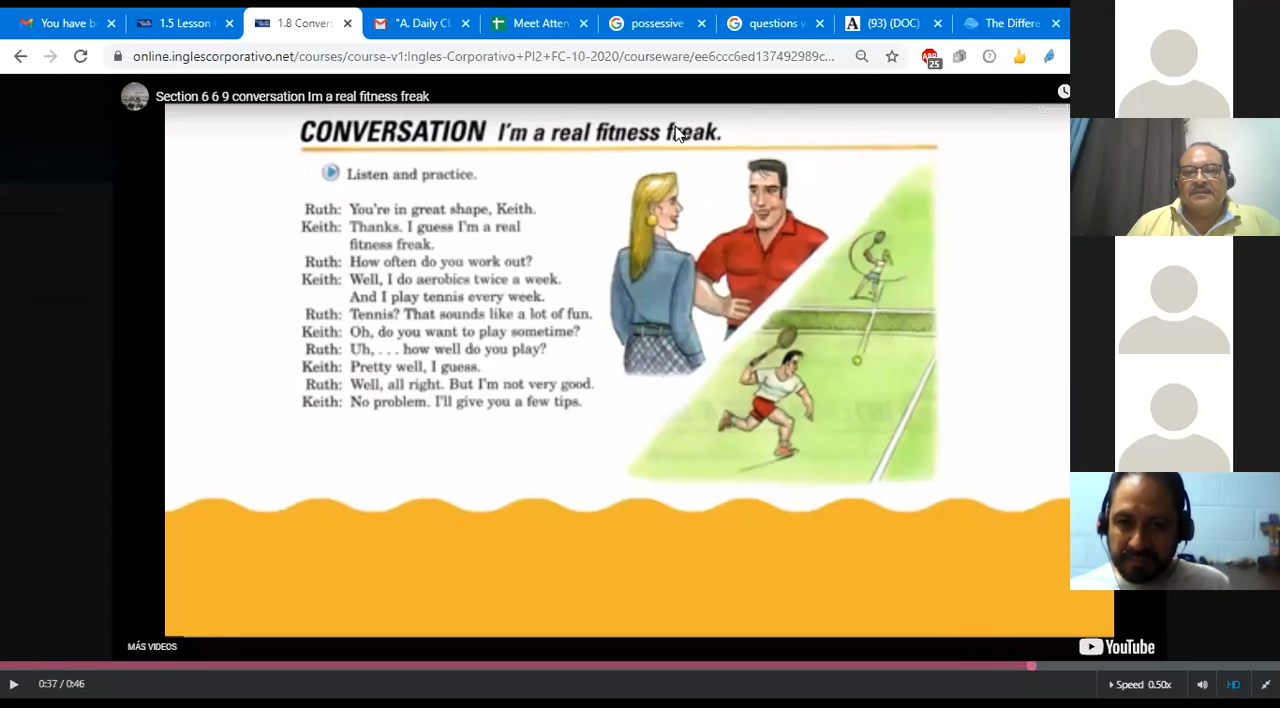 You have b
1.5 Lesson
1.8 Conver
"A. Daily Cl
Meet Atten
possessive
questions w
(93) (DOC)
The Differe
online.inglescorporativo.net/courses/course-v1:Ingles-Corporativo+PI2+FC-10-2020/courseware/ee6ccc6ed137492989c...
25
Section 6 6 9 conversation Im a real fitness freak
CONVERSATION I'm a real fitness freak.
Listen and practice.
Ruth: You're in great shape, Keith.
Keith: Thanks. I guess I'm a real
fitness freak.
Ruth: How often do you work out?
Keith: Well, I do aerobics twice a week.
And I play tennis every week.
Ruth: Tennis? That sounds like a lot of fun.
Keith: Oh, do you want to play sometime?
Ruth: Uh, . . . how well do you play?
Keith: Pretty well, I guess.
Ruth: Well, all right. But I'm not very good.
Keith: No problem. I'll give you a few tips.
MÁS VIDEOS
YouTube
0:37 / 0:46
Speed 0.50x
HD